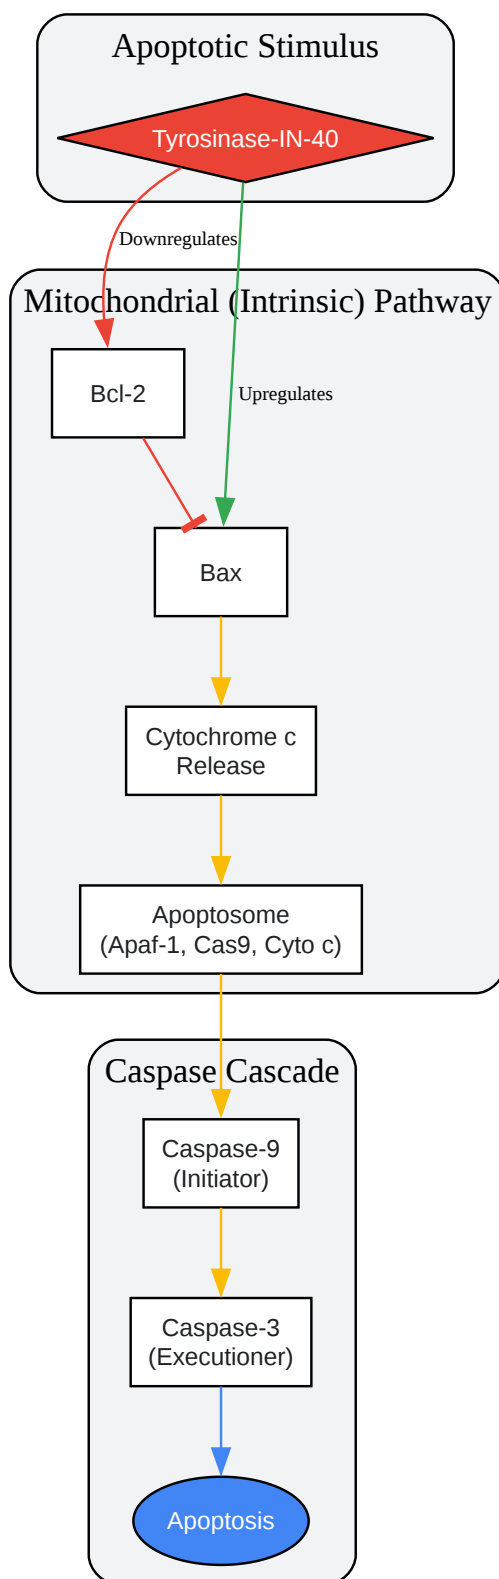 Apoptotic Stimulus
Tyrosinase-IN-40
Downregulates
Mitochondrial (Intrinsic) Pathway
Bcl-2
Upregulates
Bax
Cytochrome c
Release
Apoptosome
(Apaf-1, Cas9, Cyto c)
Caspase Cascade
Caspase-9
(Initiator)
Caspase-3
(Executioner)
Apoptosis